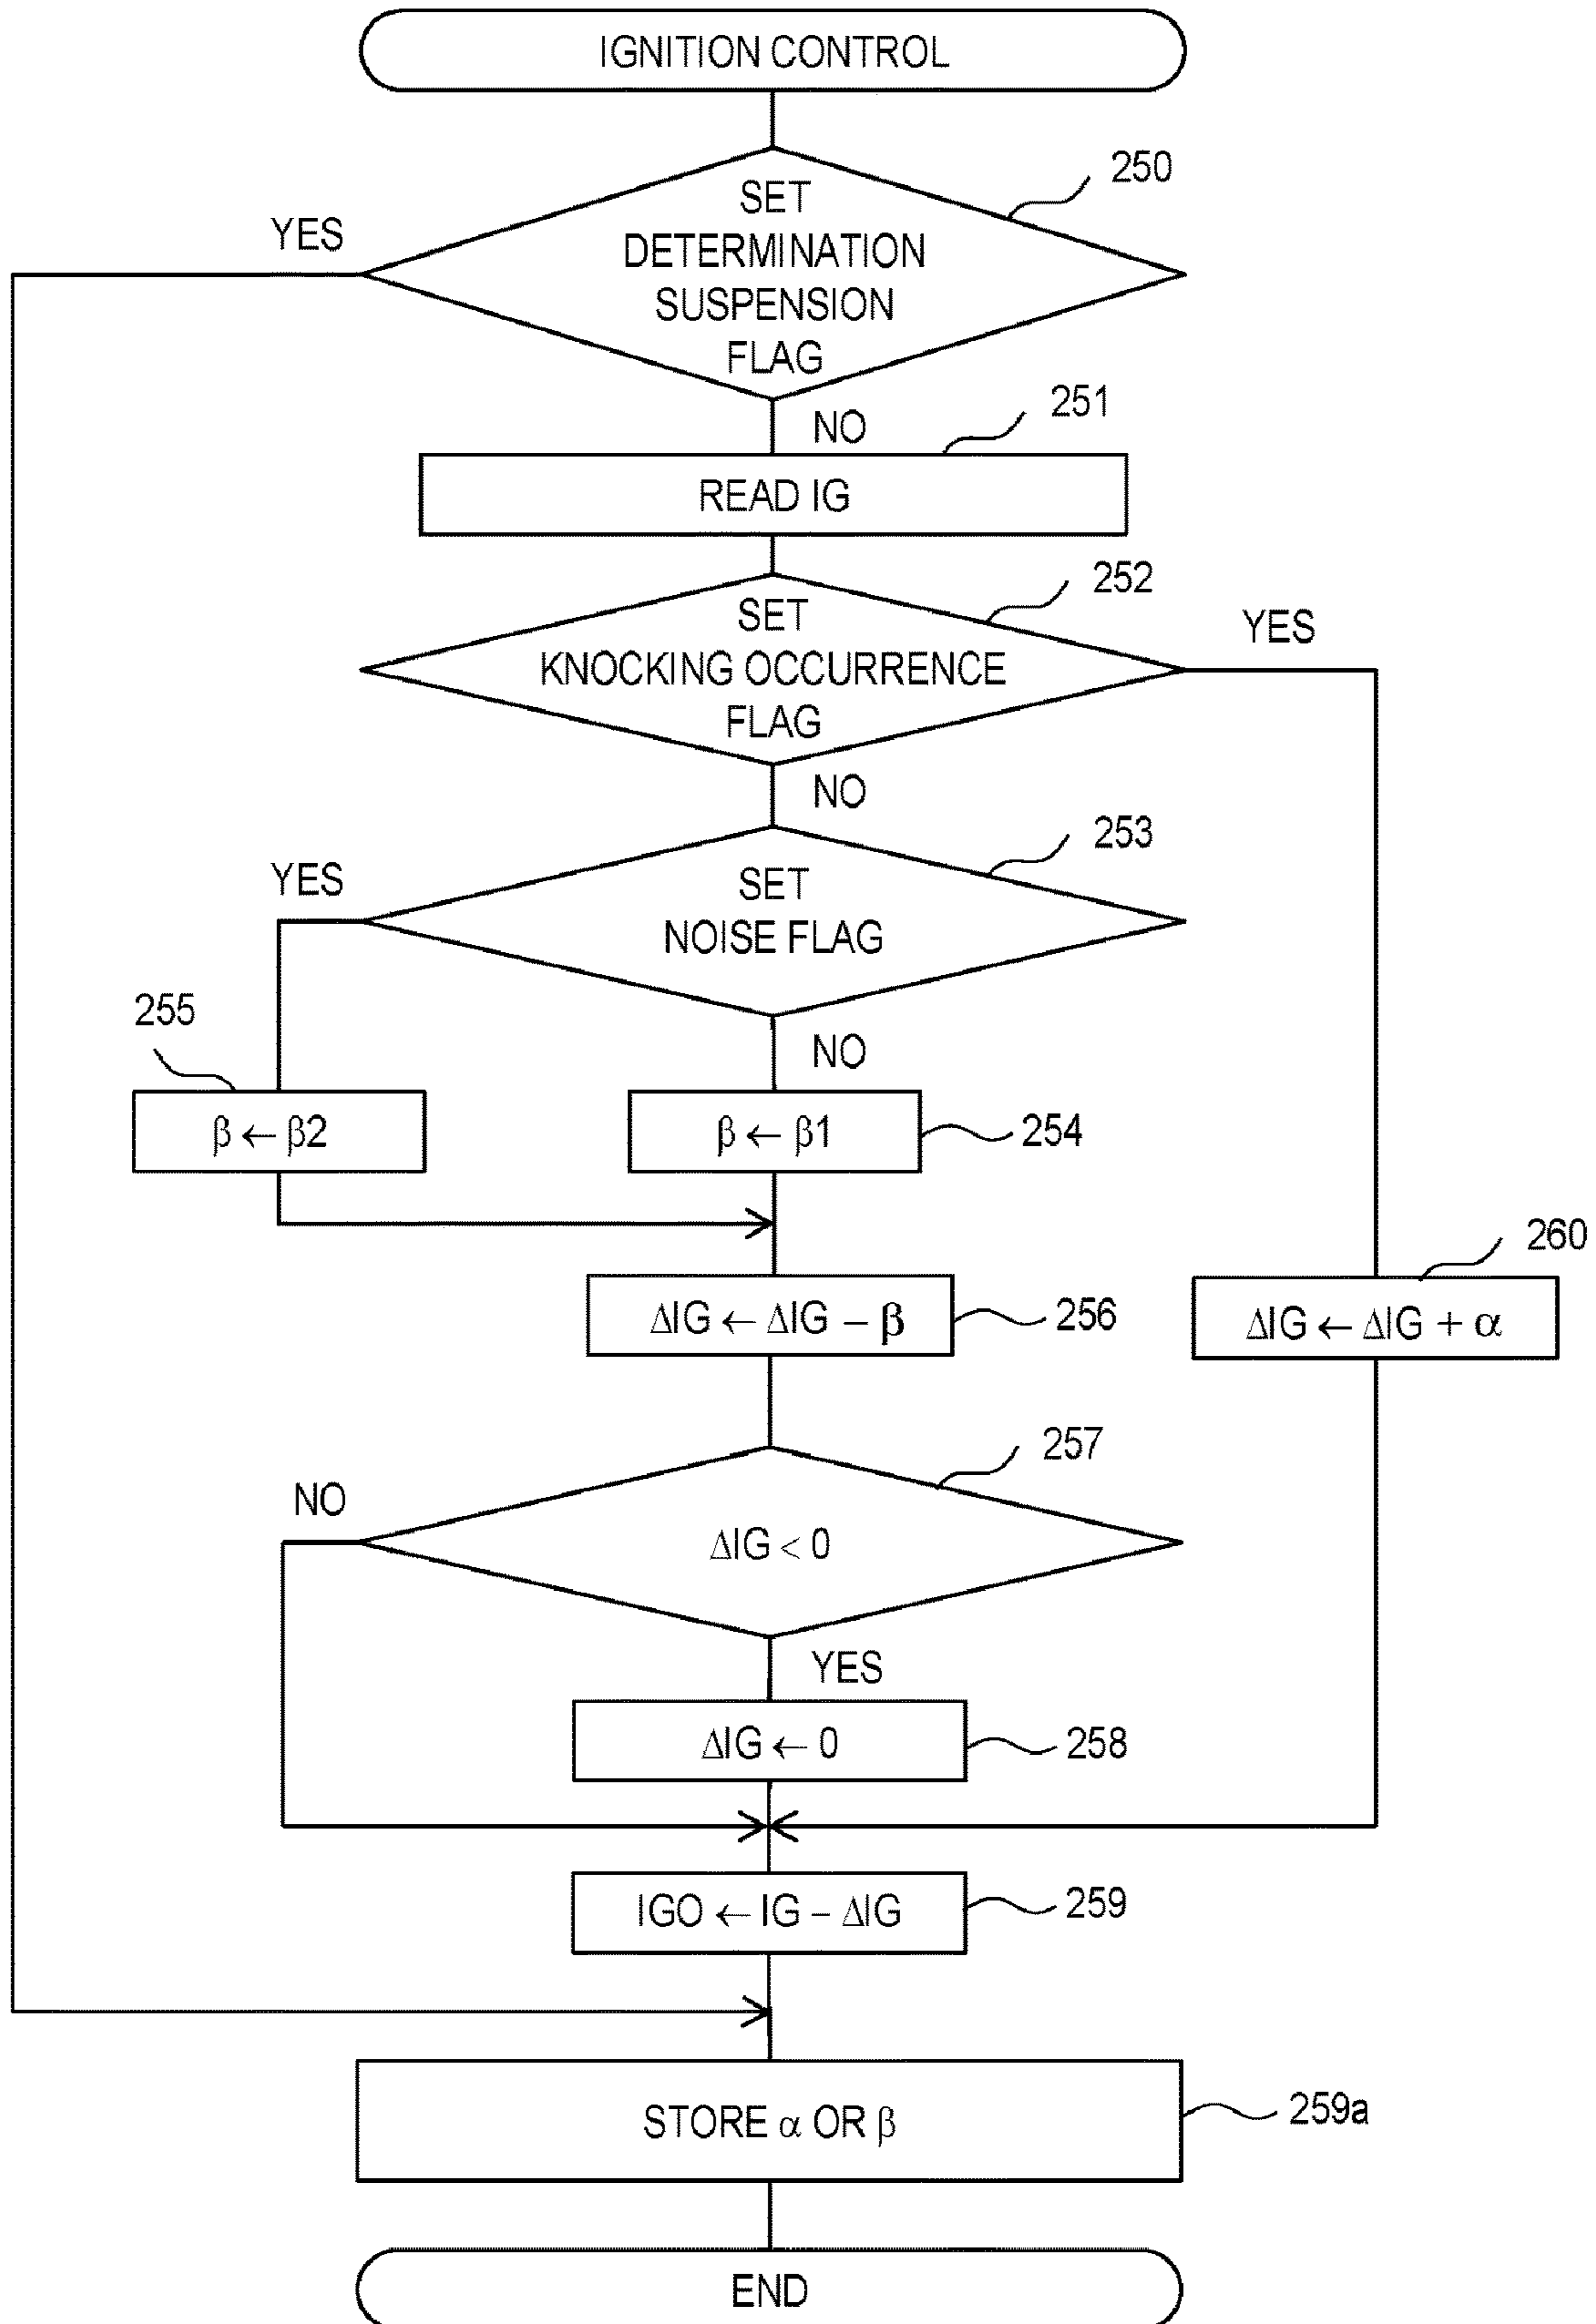 IGNITION CONTROL
250
SET
DETERMINATION
SUSPENSION
FLAG
YES
NO
251
READ IG
252
SET
KNOCKING OCCURRENCE
FLAG
YES
NO
253
YES
SET
NOISE FLAG
255
NO
β ← β2
β ← β1
254
ΔIG ← ΔIG – β
256
260
ΔIG ← ΔIG + α
257
NO
ΔIG < 0
YES
ΔIG ← 0
258
IGO ← IG – ΔIG
259
STORE α OR β
259a
END